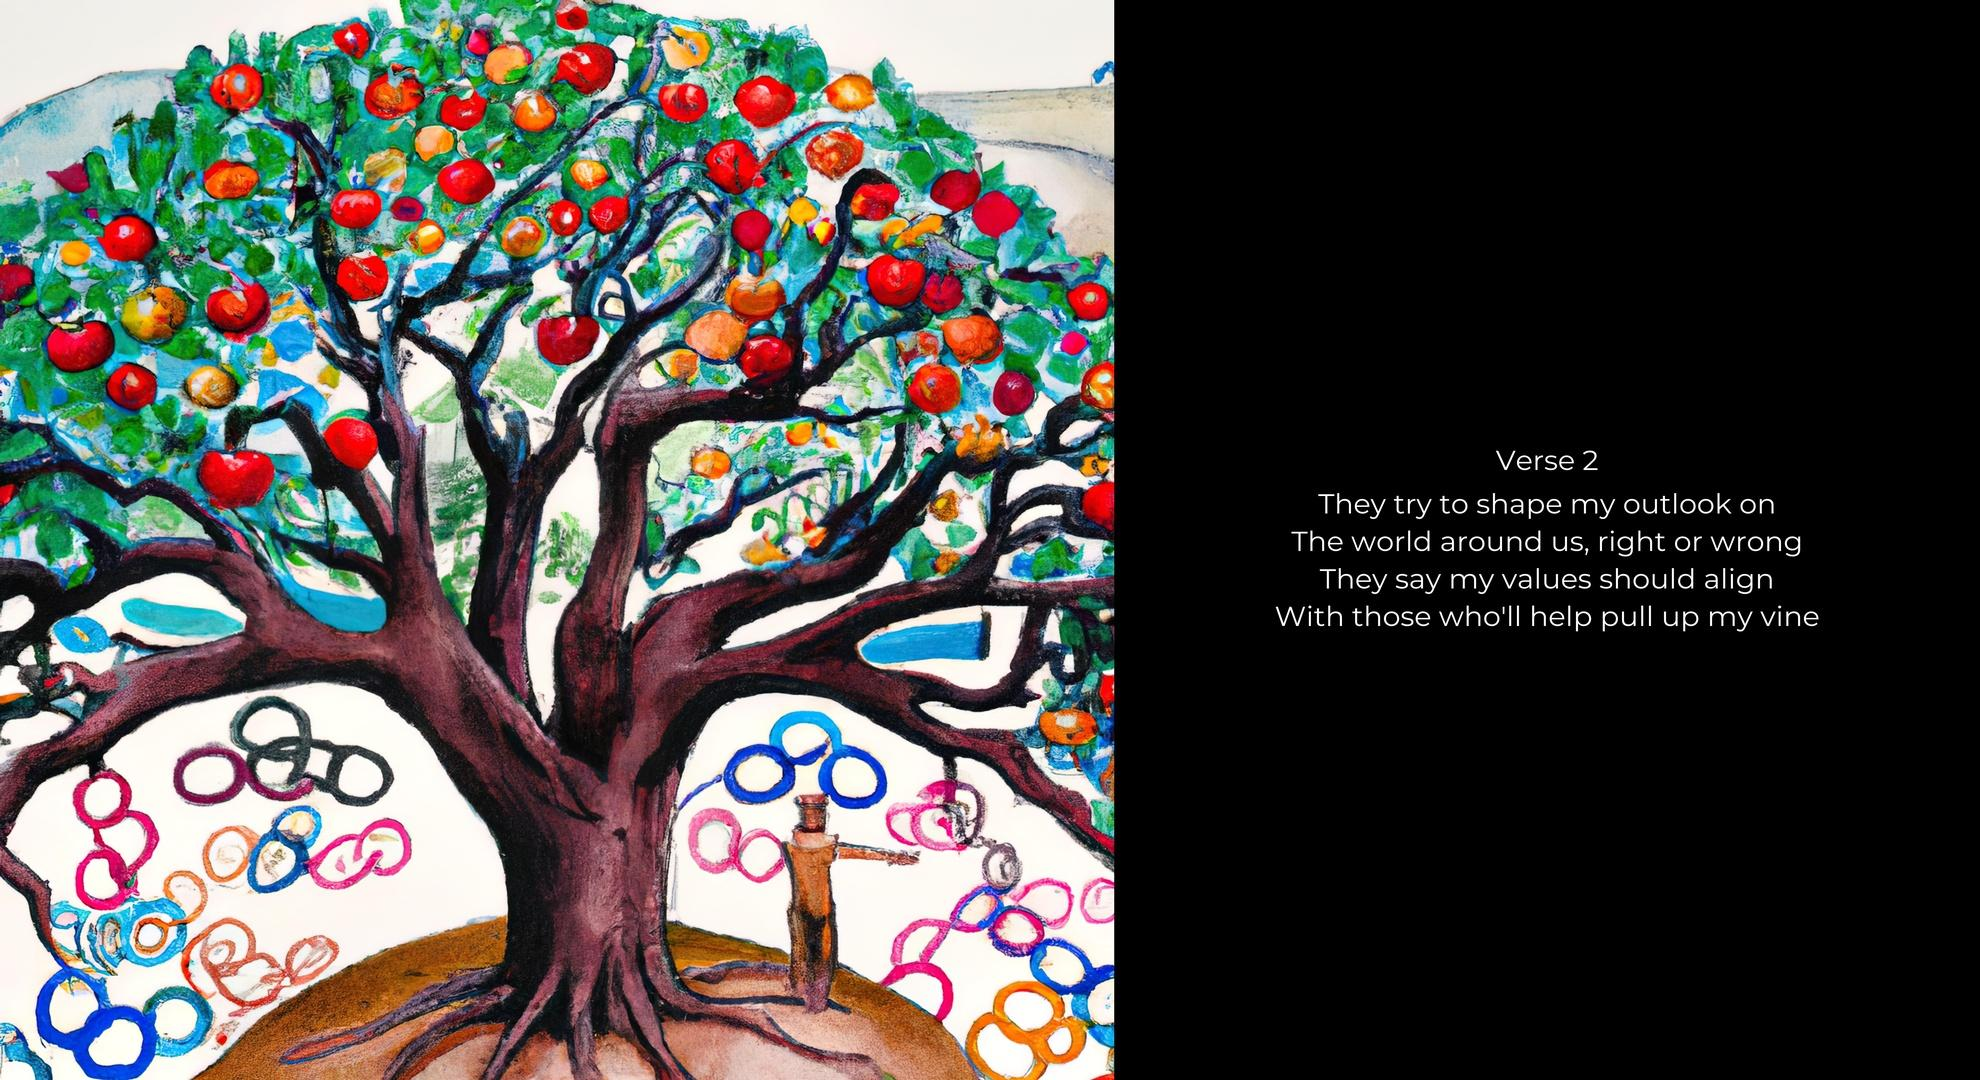 Verse 2
They try to shape my outlook on
The world around us, right or wrong
They say my values should align
With those who'll help pull up my vine